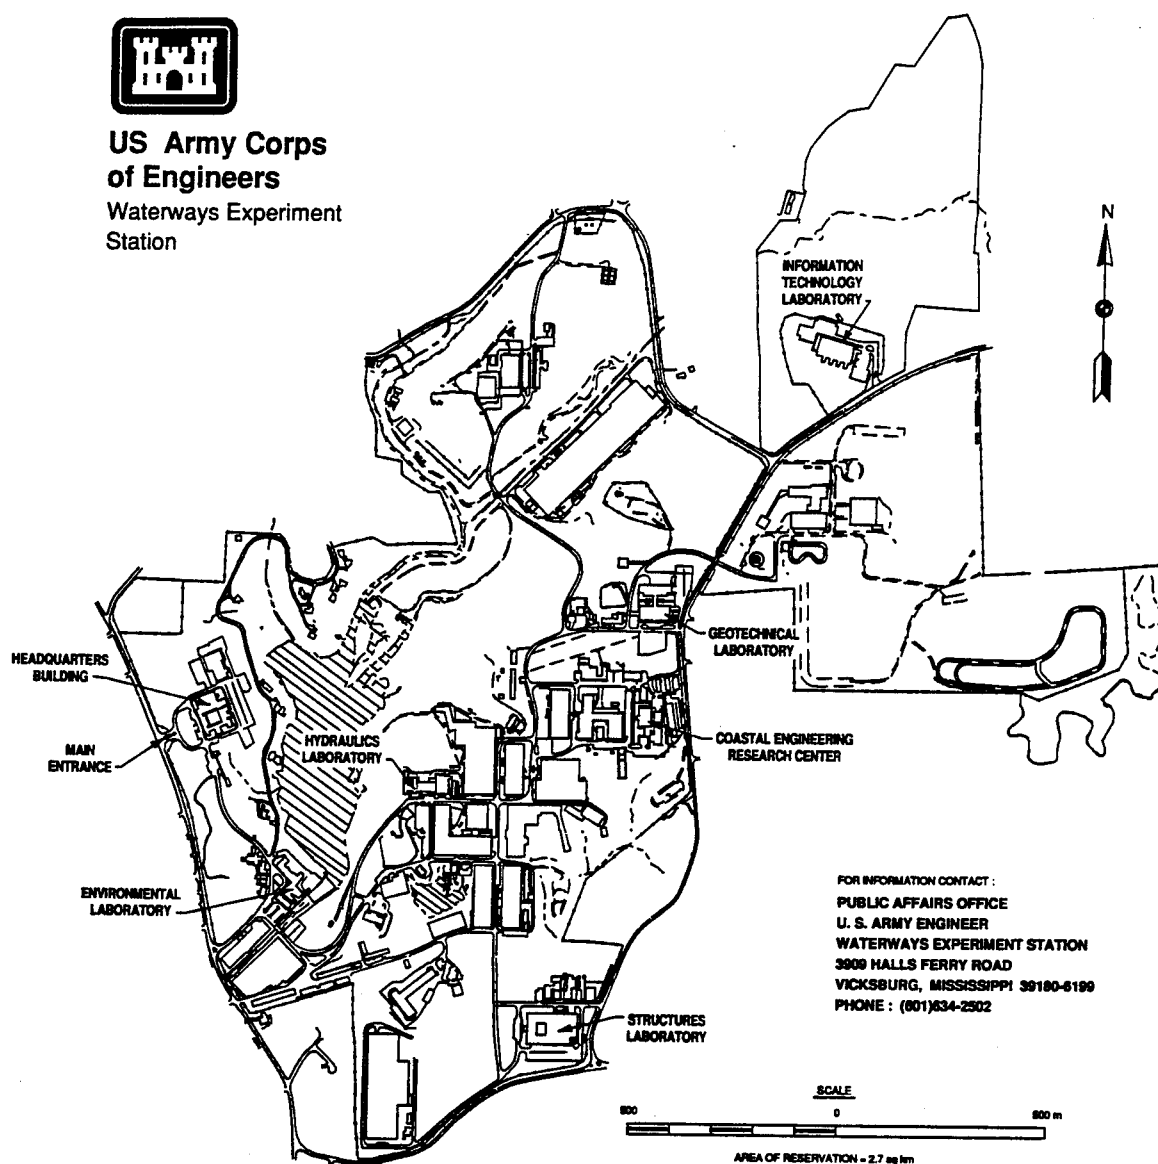 US Army Corps
of Engineers
Waterways Experiment
Station
N
INFORMATION
TECHNOLOGY
LABORATORY
GEOTECHNICAL
LABORATORY
HEADQUARTERS
BUILDING
MAIN
ENTRANCE
HYDRAULICS
LABORATORY
COASTAL ENGINEERING
RESEARCH CENTER
ENVIRONMENTAL
LABORATORY
STRUCTURES
LABORATORY
FOR INFORMATION CONTACT :
PUBLIC AFFAIRS OFFICE
U. S. ARMY ENGINEER
WATERWAYS EXPERIMENT STATION
3909 HALLS FERRY ROAD
VICKSBURG, MISSISSIPPI 39180-6199
PHONE : (601)634-2502
SCALE
500 0 500 m
AREA OF RESERVATION = 2.7 sq km